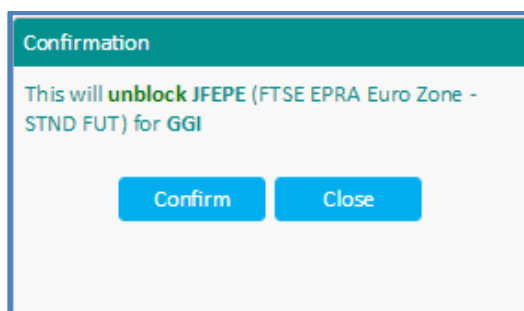 Confirmation
This will unblock JFEPE (FTSE EPRA Euro Zone -
STND FUT) for GGI
Confirm
Close